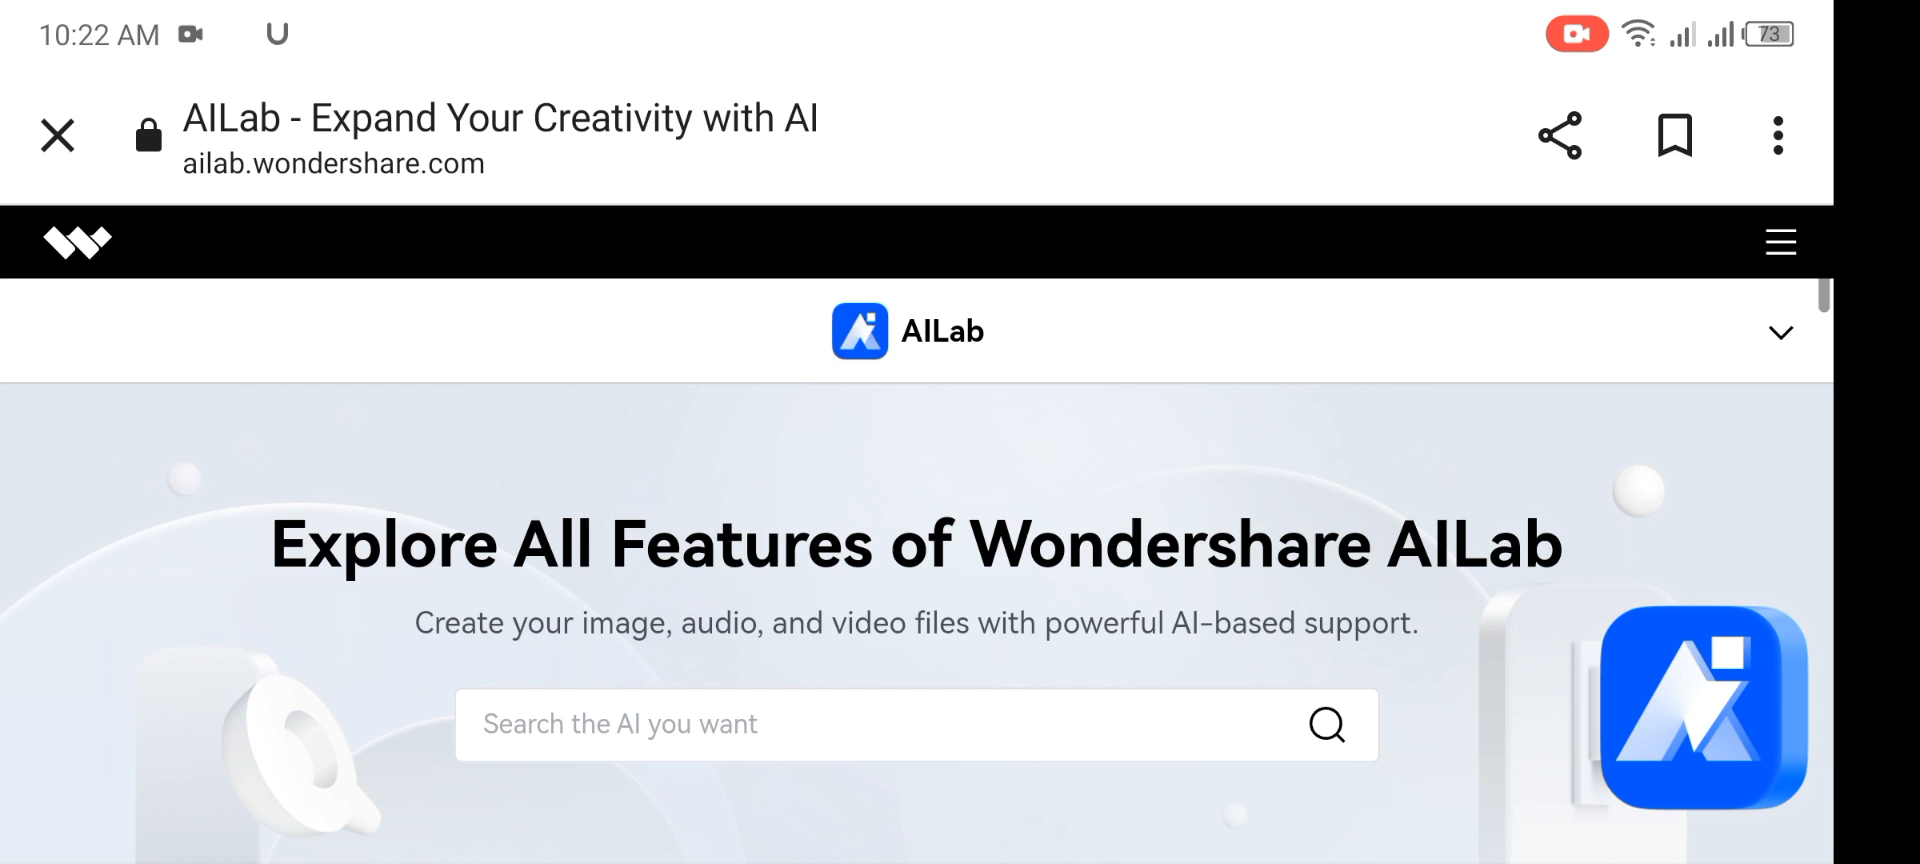 10:22 AM
73
AILab - Expand Your Creativity with AI
ailab.wondershare.com
AILab
Explore All Features of Wondershare AILab
Create your image, audio, and video files with powerful AI-based support.
Search the AI you want